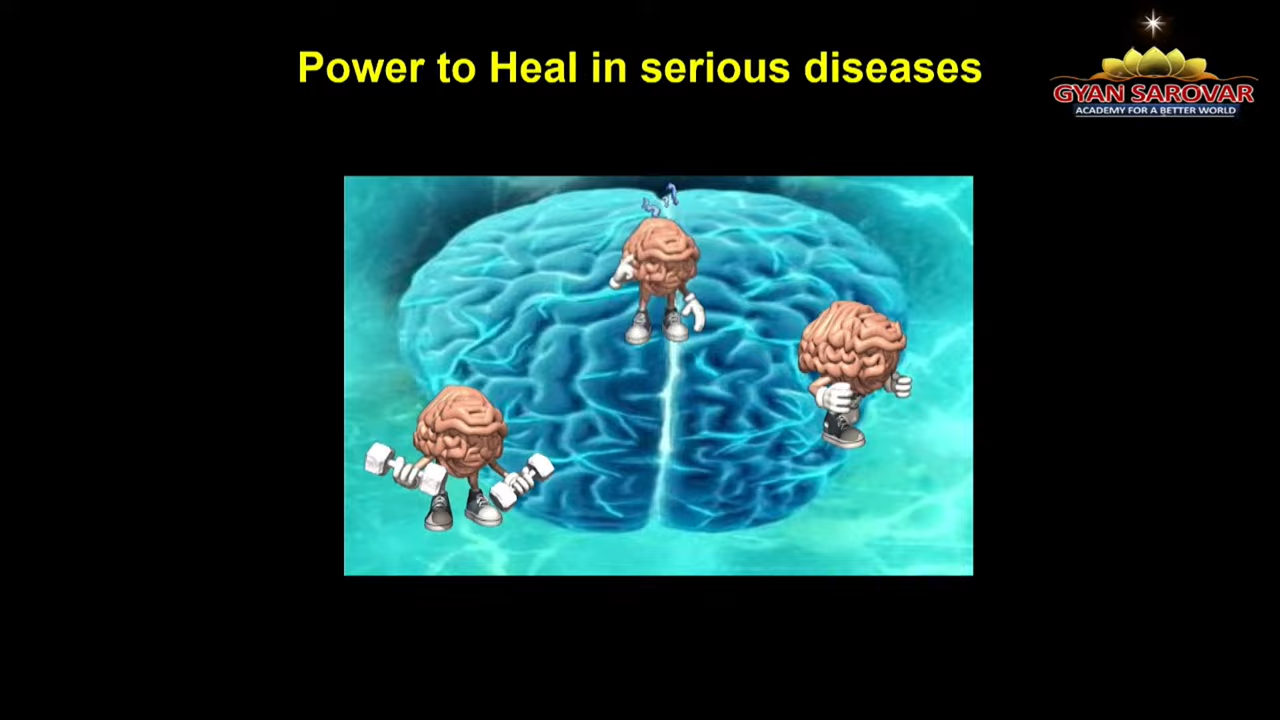 Power to Heal in serious diseases
GYAN SAROVAR
ACADEMY FOR A BETTER WORLD